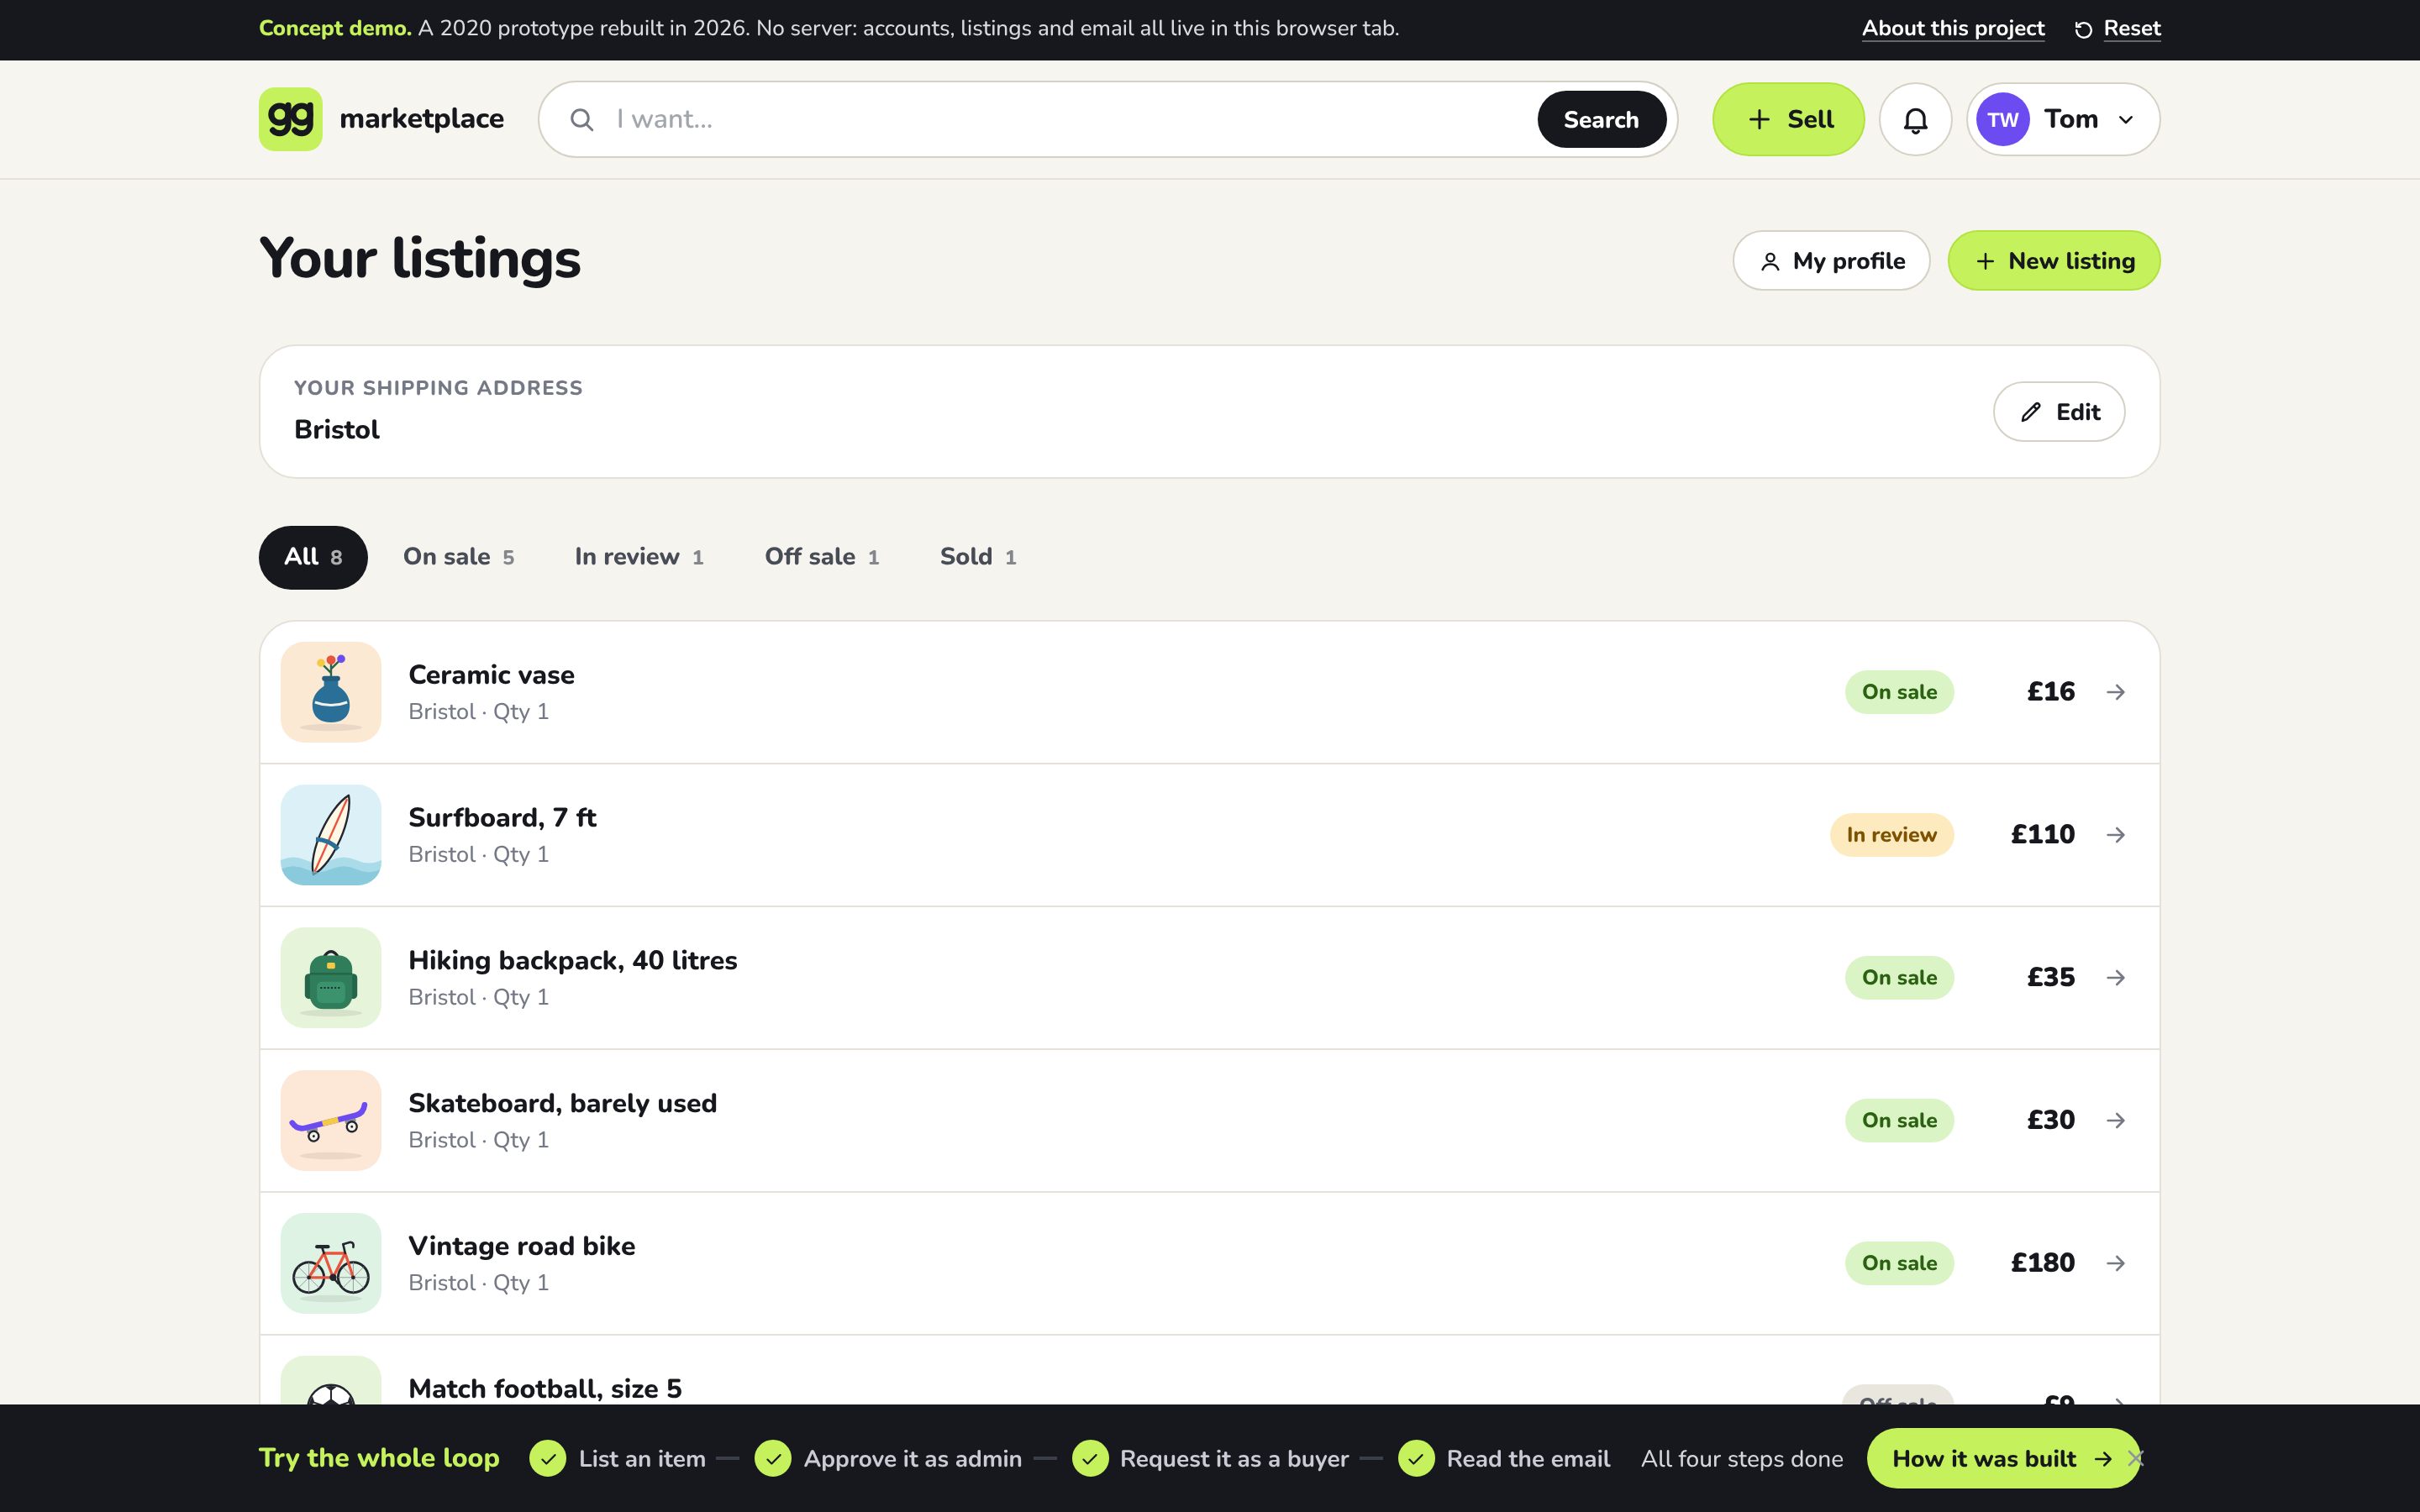 Concept demo. A 2020 prototype rebuilt in 2026. No server: accounts, listings and email all live in this browser tab. About this project Reset
gg marketplace I want... Search + Sell TW Tom
Your listings My profile + New listing
YOUR SHIPPING ADDRESS
Bristol Edit
All 8 On sale 5 In review 1 Off sale 1 Sold 1
Ceramic vase
Bristol · Qty 1 On sale £16
Surfboard, 7 ft
Bristol · Qty 1 In review £110
Hiking backpack, 40 litres
Bristol · Qty 1 On sale £35
Skateboard, barely used
Bristol · Qty 1 On sale £30
Vintage road bike
Bristol · Qty 1 On sale £180
Match football, size 5 Off sale £9
Try the whole loop List an item Approve it as admin Request it as a buyer Read the email All four steps done How it was built